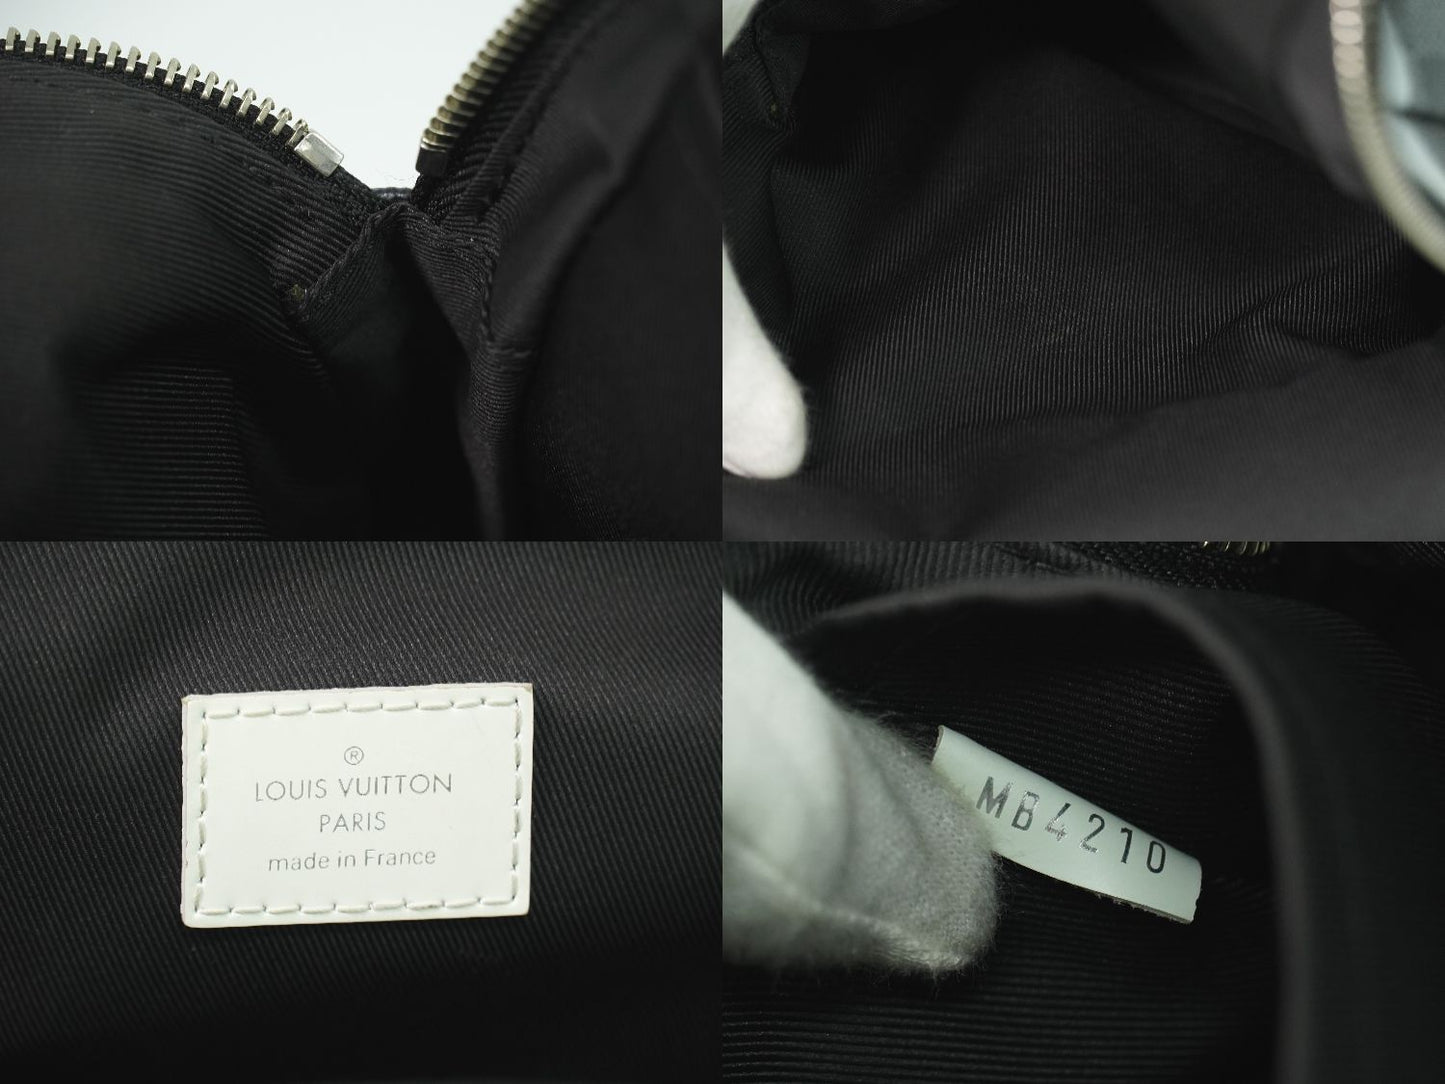 ®
LOUIS VUITTON
PARIS
made in France
MB4210